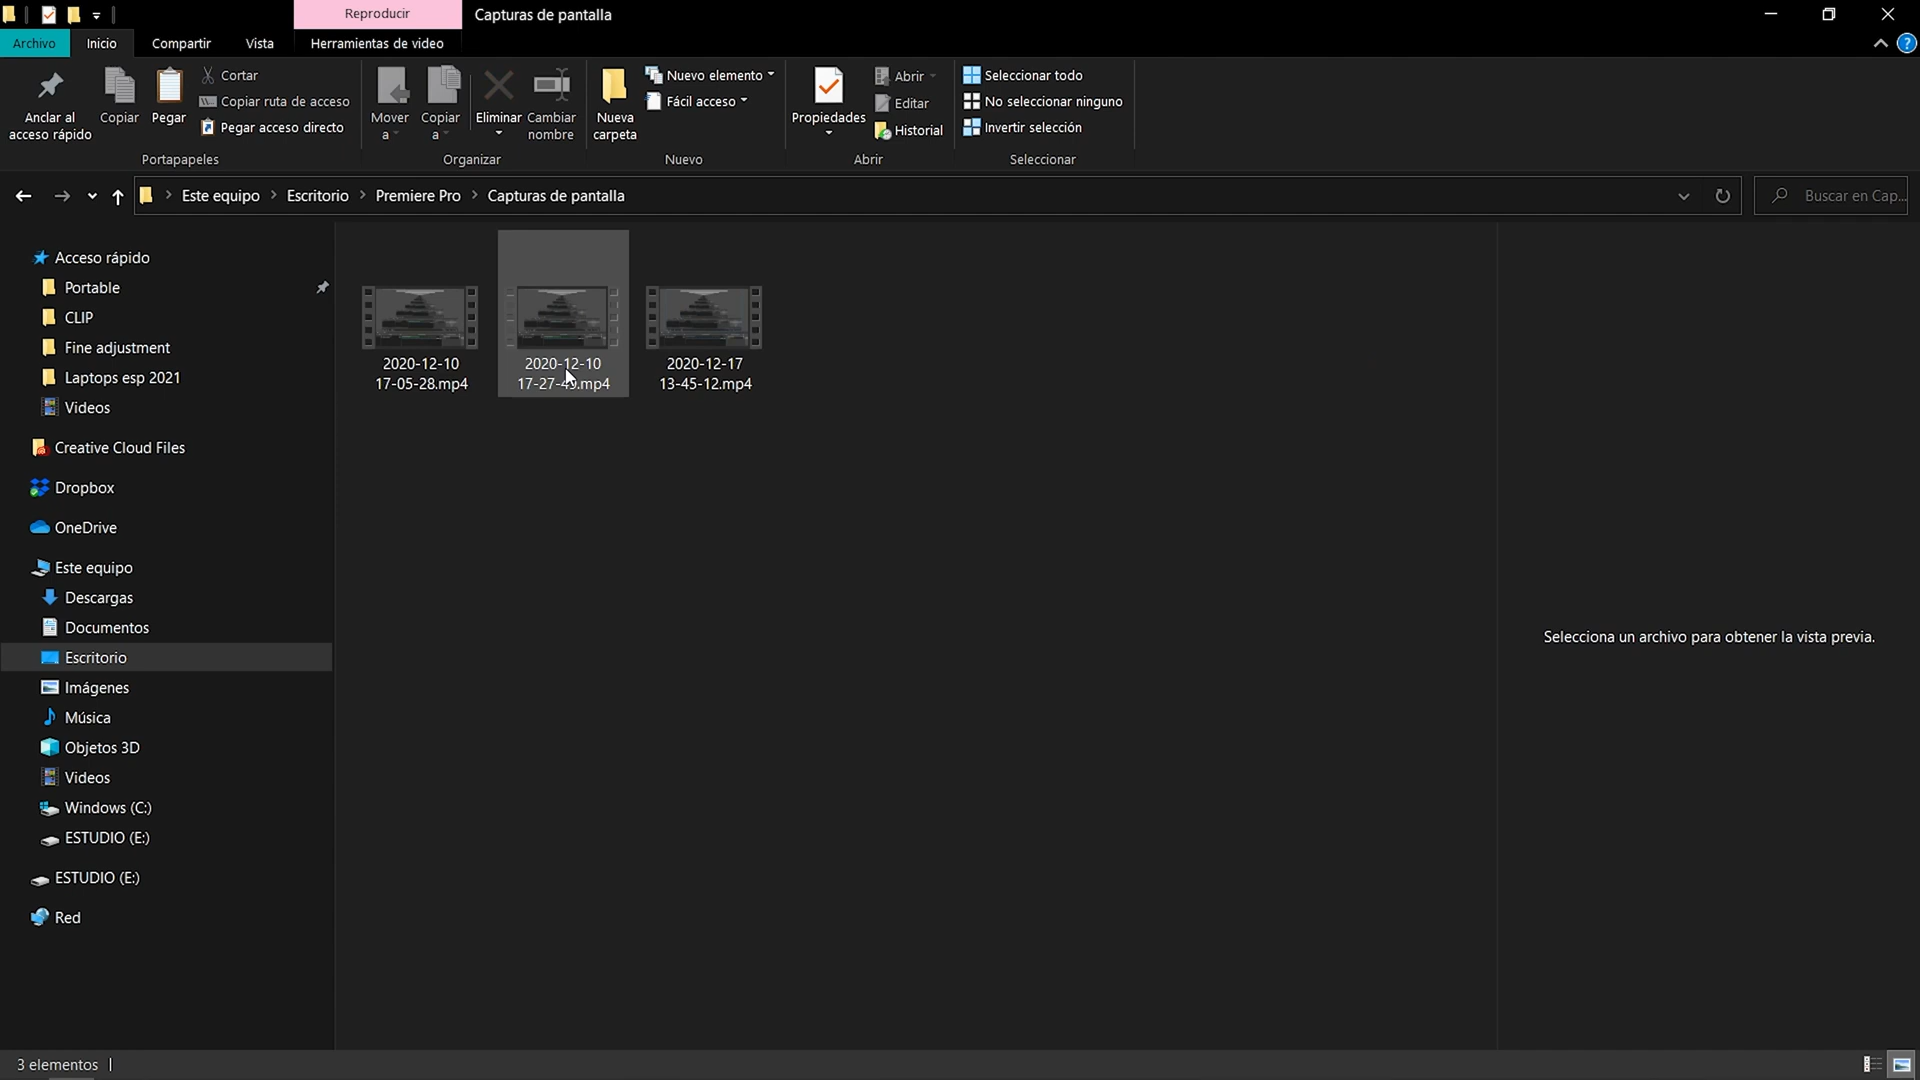 Reproducir
Capturas de pantalla
Archivo
Inicio
Compartir
Vista
Herramientas de video
?
Anclar al
acceso rápido
Copiar
Pegar
Cortar
Copiar ruta de acceso
Pegar acceso directo
Portapapeles
Mover
a
Copiar
a
Eliminar
Cambiar
nombre
Organizar
Nueva
carpeta
Nuevo elemento
Fácil acceso
Nuevo
Propiedades
Abrir
Editar
Historial
Abrir
Seleccionar todo
No seleccionar ninguno
Invertir selección
Seleccionar
Este equipo
Escritorio
Premiere Pro
Capturas de pantalla
Buscar en Cap...
Acceso rápido
Portable
CLIP
Fine adjustment
Laptops esp 2021
Videos
Creative Cloud Files
Dropbox
OneDrive
Este equipo
Descargas
Documentos
Escritorio
Imágenes
Música
Objetos 3D
Videos
Windows (C:)
ESTUDIO (E:)
ESTUDIO (E:)
Red
2020-12-10
17-05-28.mp4
2020-12-10
2020-12-17
13-45-12.mp4
Selecciona un archivo para obtener la vista previa.
3 elementos